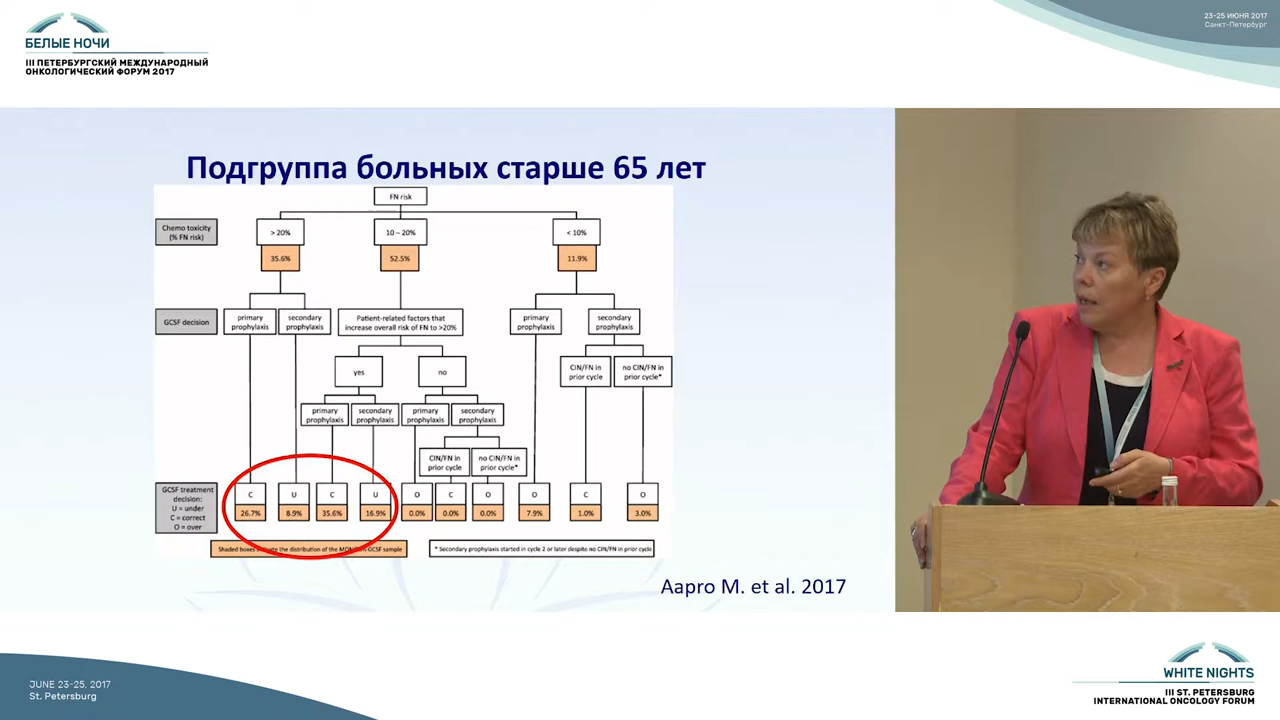 БЕЛЫЕ НОЧИ
III ПЕТЕРБУРГСКИЙ МЕЖДУНАРОДНЫЙ
ОНКОЛОГИЧЕСКИЙ ФОРУМ 2017
23-25 ИЮНЯ 2017
Санкт-Петербург
Подгруппа больных старше 65 лет
FN risk
Chemo toxicity
(% FN risk)
> 20%
10 – 20%
< 10%
35.6%
52.5%
11.9%
GCSF decision
primary
prophylaxis
secondary
prophylaxis
Patient-related factors that
increase overall risk of FN to >20%
primary
prophylaxis
secondary
prophylaxis
yes
no
CIN/FN in
prior cycle
no CIN/FN in
prior cycle*
primary
prophylaxis
secondary
prophylaxis
primary
prophylaxis
secondary
prophylaxis
CIN/FN in
prior cycle
no CIN/FN in
prior cycle*
GCSF treatment
decision:
U = under
C = correct
O = over
C
U
C
U
O
C
O
O
C
O
26.7%
8.9%
35.6%
16.9%
0.0%
0.0%
0.0%
7.9%
1.0%
3.0%
Shaded boxes the distribution of the GCSF sample
* Secondary prophylaxis started in cycle 2 or later despite no CIN/FN in prior cycle
Aapro M. et al. 2017
JUNE 23-25, 2017
St. Petersburg
WHITE NIGHTS
III ST. PETERSBURG
INTERNATIONAL ONCOLOGY FORUM